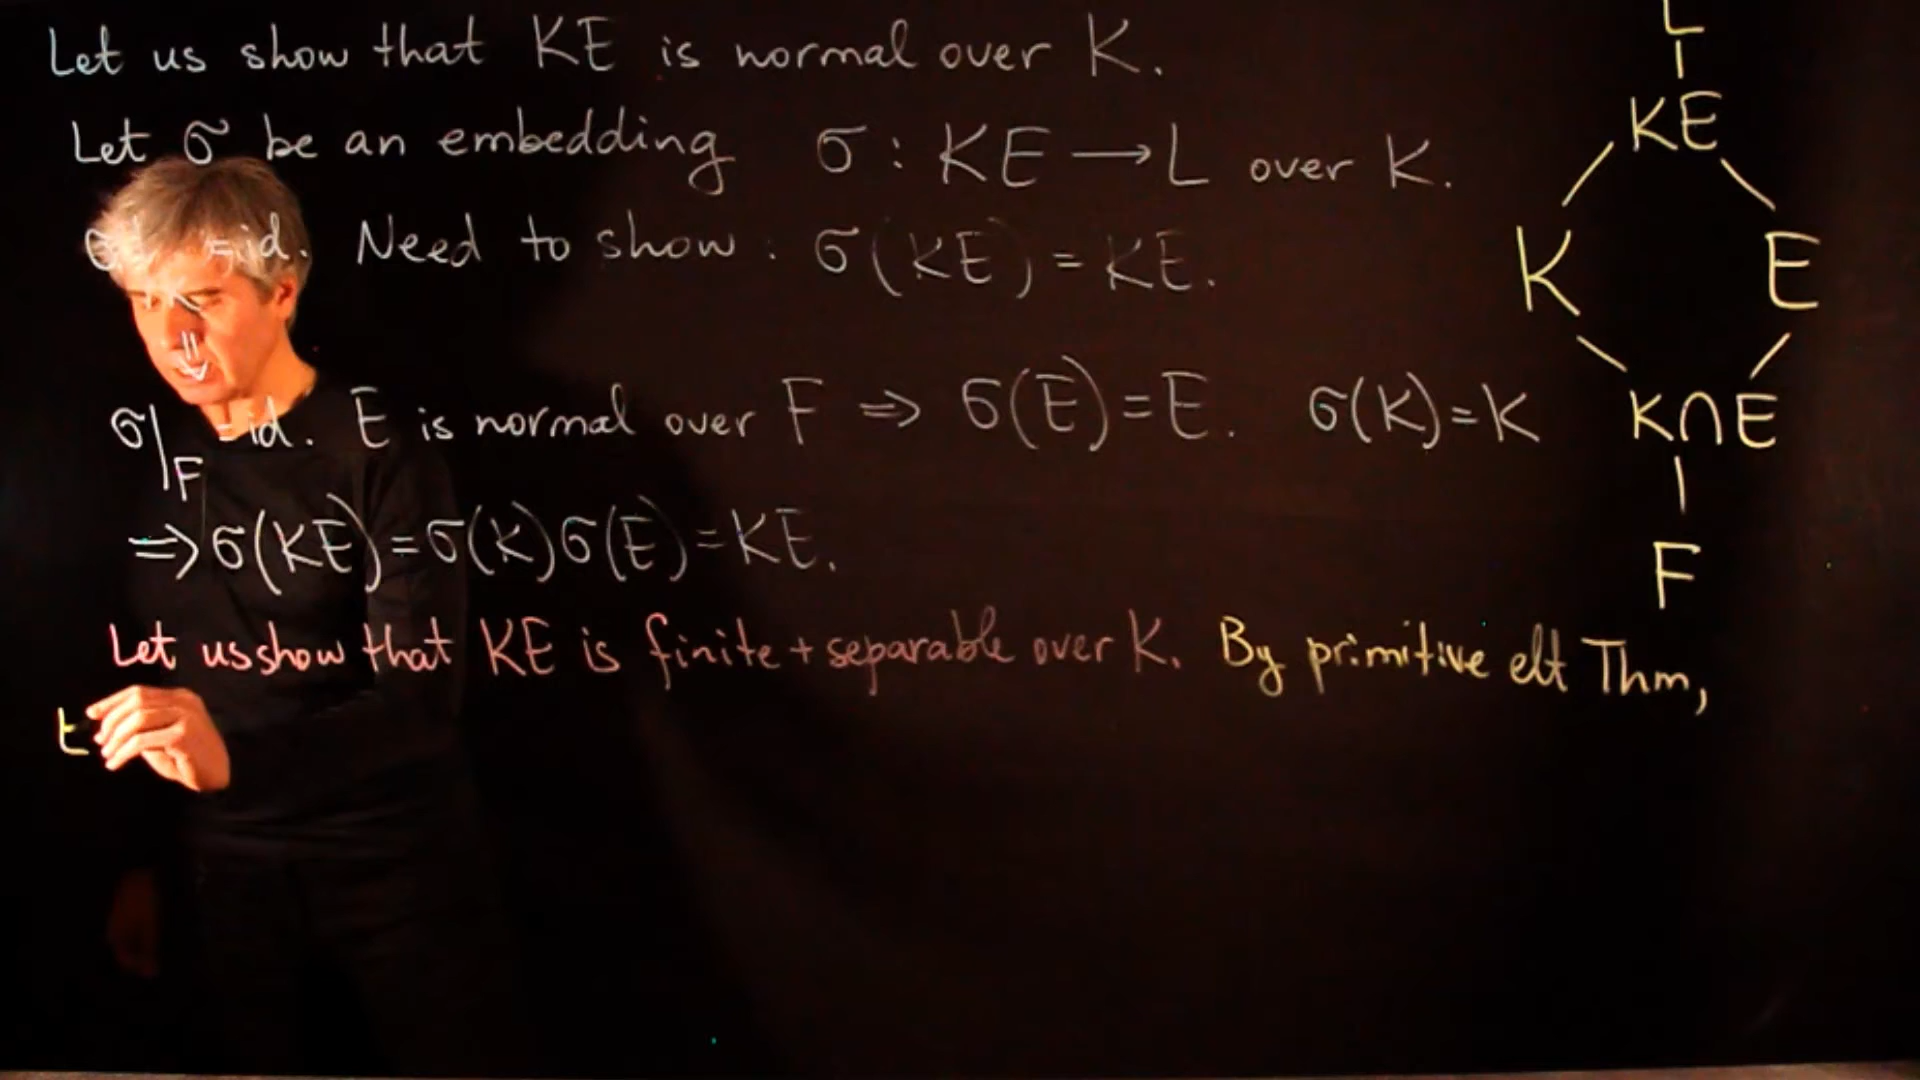 Let us show that KE is normal over K.
Let σ be an embedding σ : KE → L over K.
σ|K = id. Need to show : σ(KE) = KE.
⇓
σ|F = id. E is normal over F ⇒ σ(E) = E. σ(K) = K
⇒ σ(KE) = σ(K)σ(E) = KE.
Let us show that KE is finite + separable over K. By primitive elt Thm,
L
KE
K E
K∩E
F